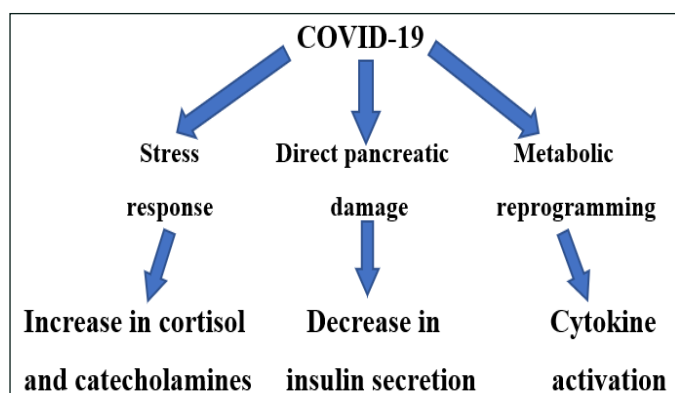 COVID-19
Stress
response
Direct pancreatic
damage
Metabolic
reprogramming
Increase in cortisol
and catecholamines
Decrease in
insulin secretion
Cytokine
activation